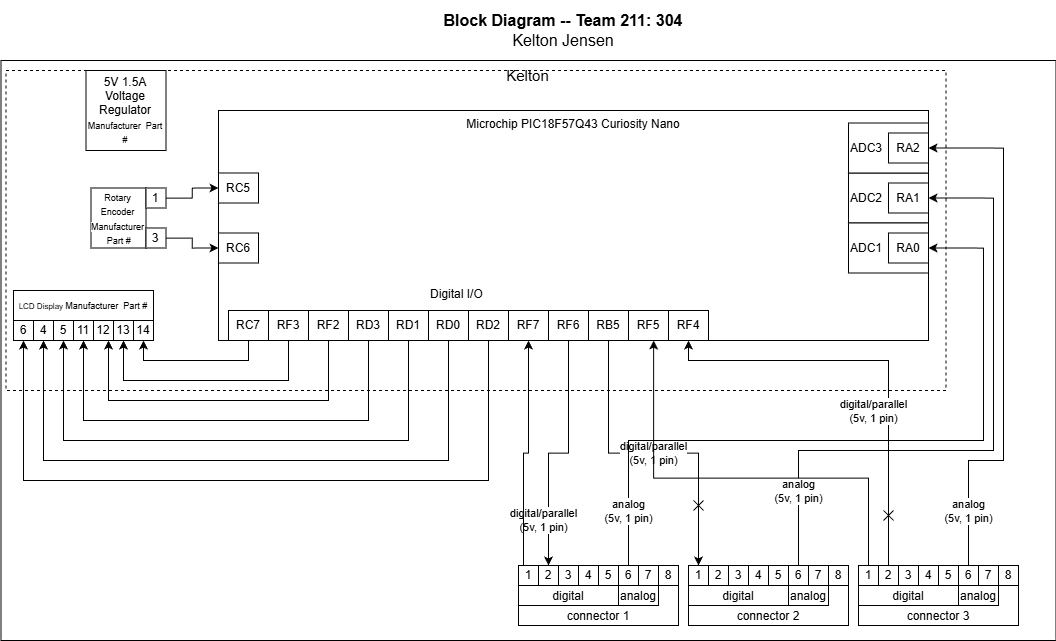 Block Diagram -- Team 211: 304
Kelton Jensen
Kelton
5V 1.5A
Voltage
Regulator
Manufacturer Part
#
Microchip PIC18F57Q43 Curiosity Nano
ADC3 RA2
ADC2 RA1
ADC1 RA0
Rotary
Encoder
Manufacturer
Part #
1
3
RC5
RC6
Digital I/O
LCD Display Manufacturer Part #
6 4 5 11 12 13 14
RC7 RF3 RF2 RD3 RD1 RD0 RD2 RF7 RF6 RB5 RF5 RF4
digital/parallel
(5v, 1 pin)
digital/parallel
(5v, 1 pin)
analog
(5v, 1 pin)
digital/parallel
(5v, 1 pin)
analog
(5v, 1 pin)
analog
(5v, 1 pin)
1 2 3 4 5 6 7 8
digital analog
connector 1
1 2 3 4 5 6 7 8
digital analog
connector 2
1 2 3 4 5 6 7 8
digital analog
connector 3